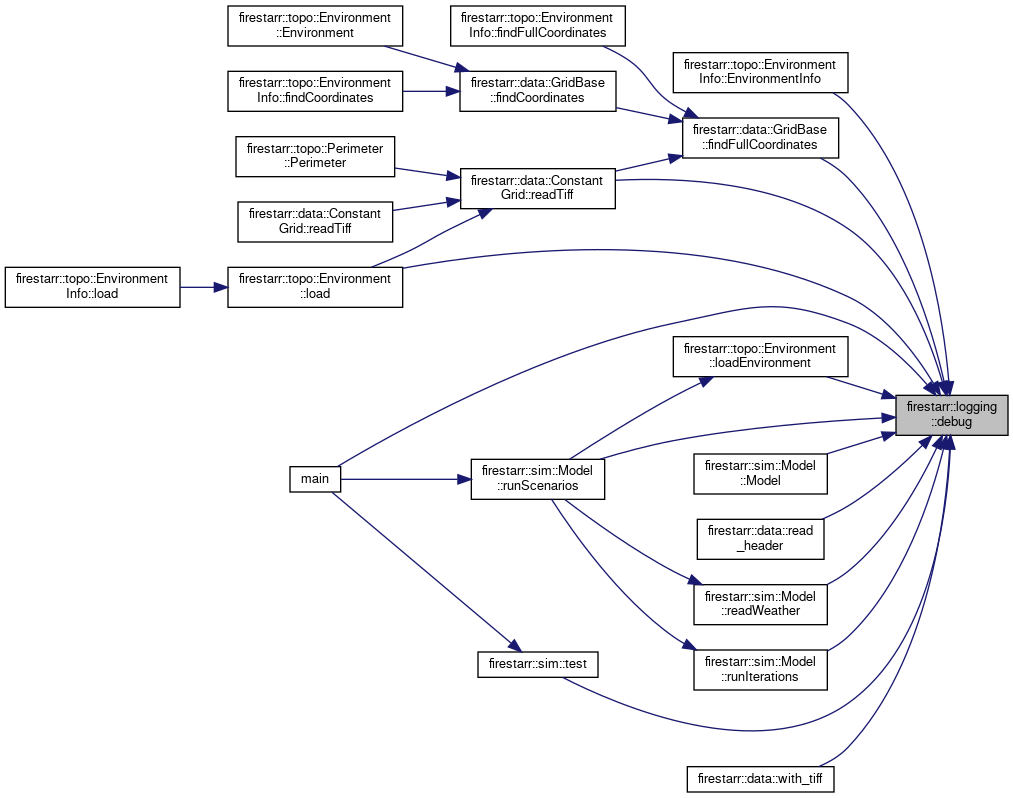 firestarr::topo::Environment
::Environment
firestarr::topo::Environment
Info::findFullCoordinates
firestarr::topo::Environment
Info::EnvironmentInfo
firestarr::topo::Environment
Info::findCoordinates
firestarr::data::GridBase
::findCoordinates
firestarr::data::GridBase
::findFullCoordinates
firestarr::topo::Perimeter
::Perimeter
firestarr::data::Constant
Grid::readTiff
firestarr::data::Constant
Grid::readTiff
firestarr::topo::Environment
Info::load
firestarr::topo::Environment
::load
firestarr::topo::Environment
::loadEnvironment
firestarr::logging
::debug
main
firestarr::sim::Model
::runScenarios
firestarr::sim::Model
::Model
firestarr::data::read
_header
firestarr::sim::Model
::readWeather
firestarr::sim::test
firestarr::sim::Model
::runIterations
firestarr::data::with_tiff